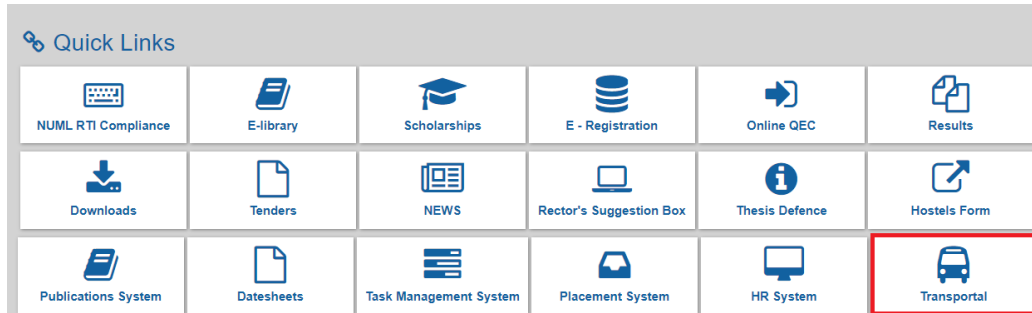 Quick Links
NUML RTI Compliance
E-library
Scholarships
E - Registration
Online QEC
Results
Downloads
Tenders
NEWS
Rector's Suggestion Box
Thesis Defence
Hostels Form
Publications System
Datesheets
Task Management System
Placement System
HR System
Transportal